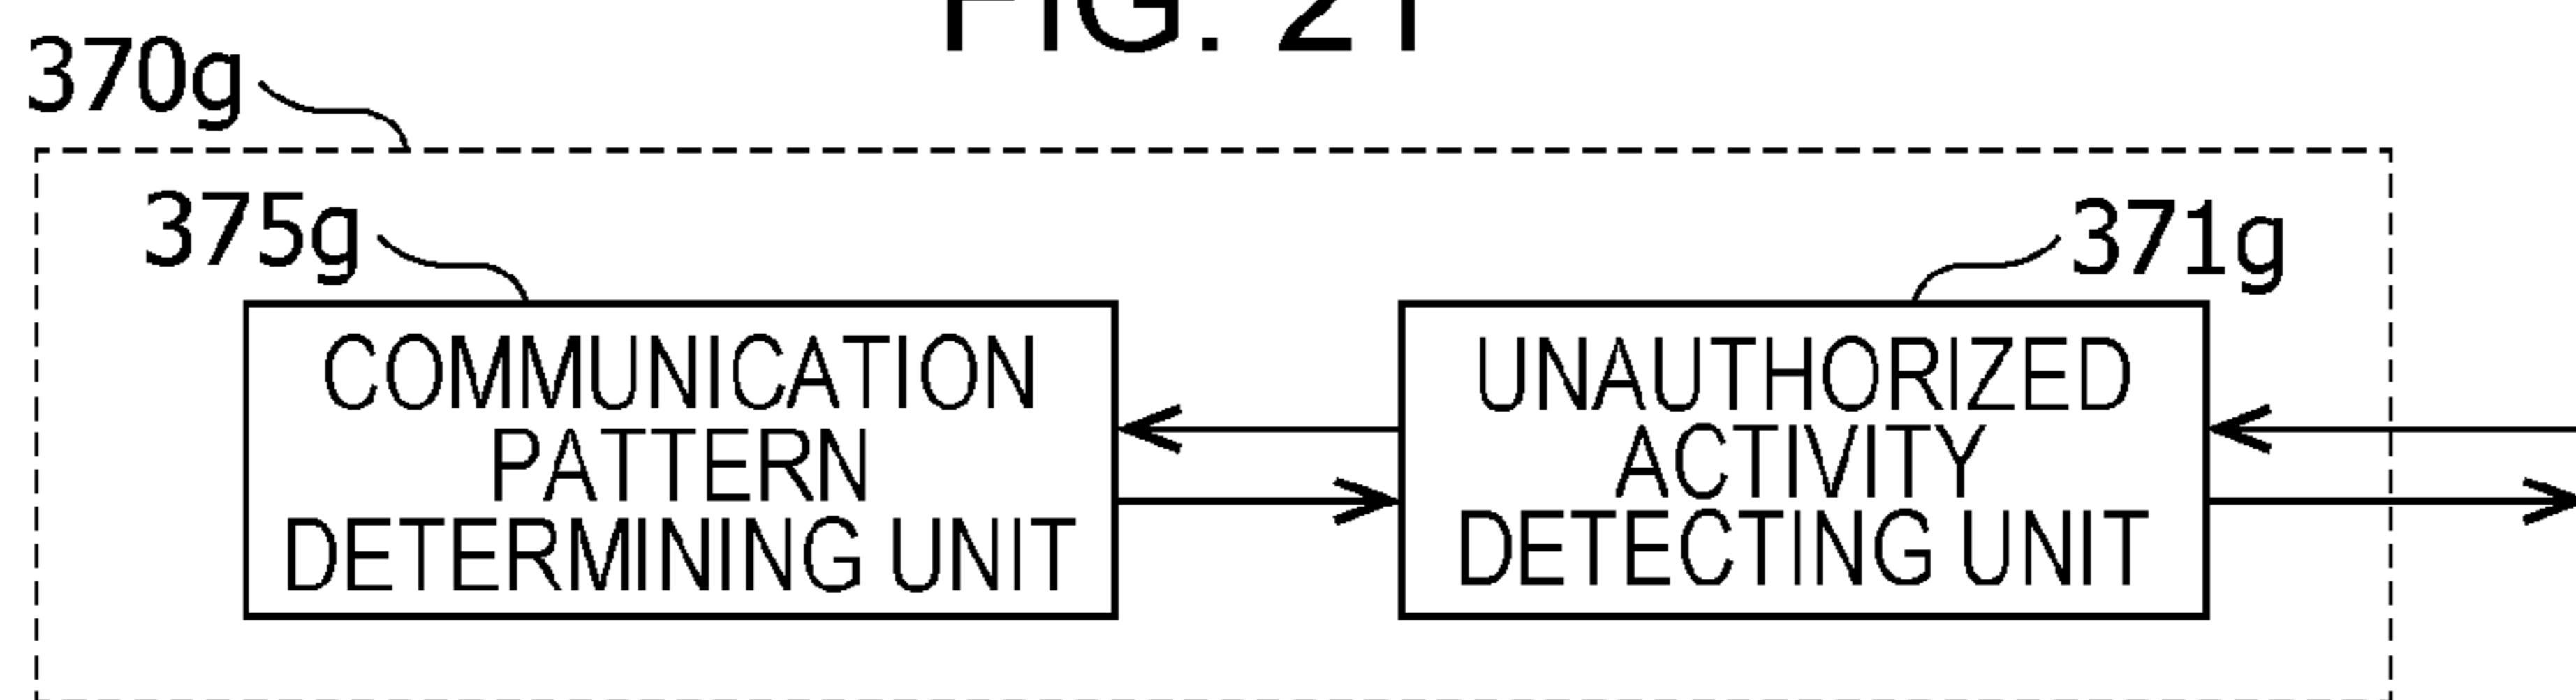 FIG. 21
370g
375g
371g
COMMUNICATION
PATTERN
DETERMINING UNIT
UNAUTHORIZED
ACTIVITY
DETECTING UNIT